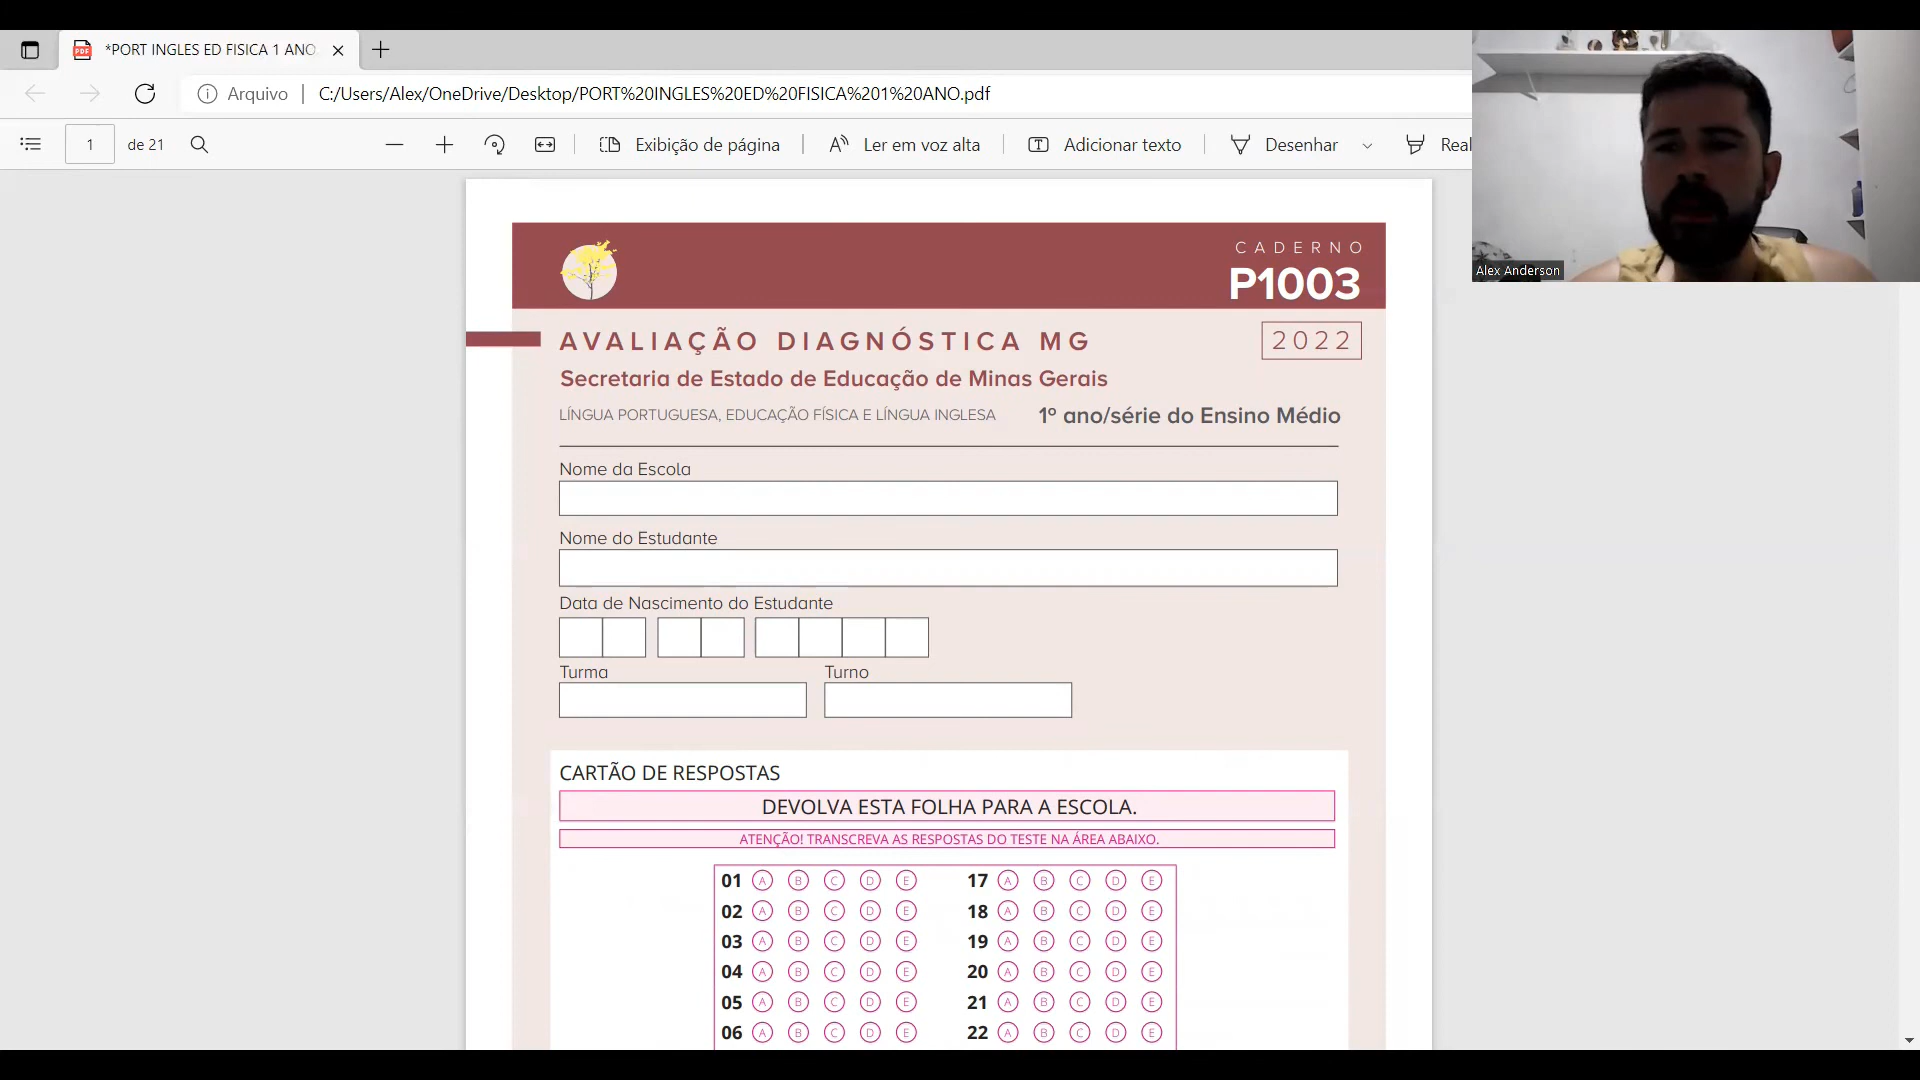 *PORT INGLES ED FISICA 1 ANO
Arquivo
C:/Users/Alex/OneDrive/Desktop/PORT%20INGLES%20ED%20FISICA%201%20ANO.pdf
1 de 21
Exibição de página
Ler em voz alta
Adicionar texto
Desenhar
Real
Alex Anderson
CADERNO
P1003
AVALIAÇÃO DIAGNÓSTICA MG
2022
Secretaria de Estado de Educação de Minas Gerais
LÍNGUA PORTUGUESA, EDUCAÇÃO FÍSICA E LÍNGUA INGLESA
1º ano/série do Ensino Médio
Nome da Escola
Nome do Estudante
Data de Nascimento do Estudante
Turma
Turno
CARTÃO DE RESPOSTAS
DEVOLVA ESTA FOLHA PARA A ESCOLA.
ATENÇÃO! TRANSCREVA AS RESPOSTAS DO TESTE NA ÁREA ABAIXO.
01 A B C D E 17 A B C D E
02 A B C D E 18 A B C D E
03 A B C D E 19 A B C D E
04 A B C D E 20 A B C D E
05 A B C D E 21 A B C D E
06 A B C D E 22 A B C D E